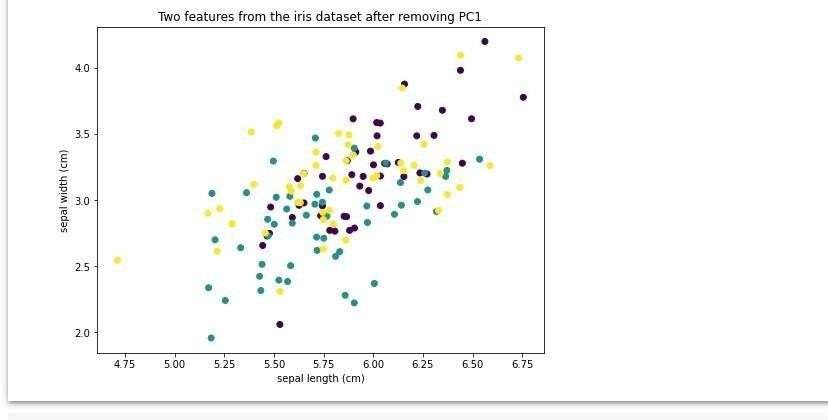 Two features from the iris dataset after removing PC1
4.0
3.5
3.0
2.5
2.0
sepal width (cm)
4.75 5.00 5.25 5.50 5.75 6.00 6.25 6.50 6.75
sepal length (cm)